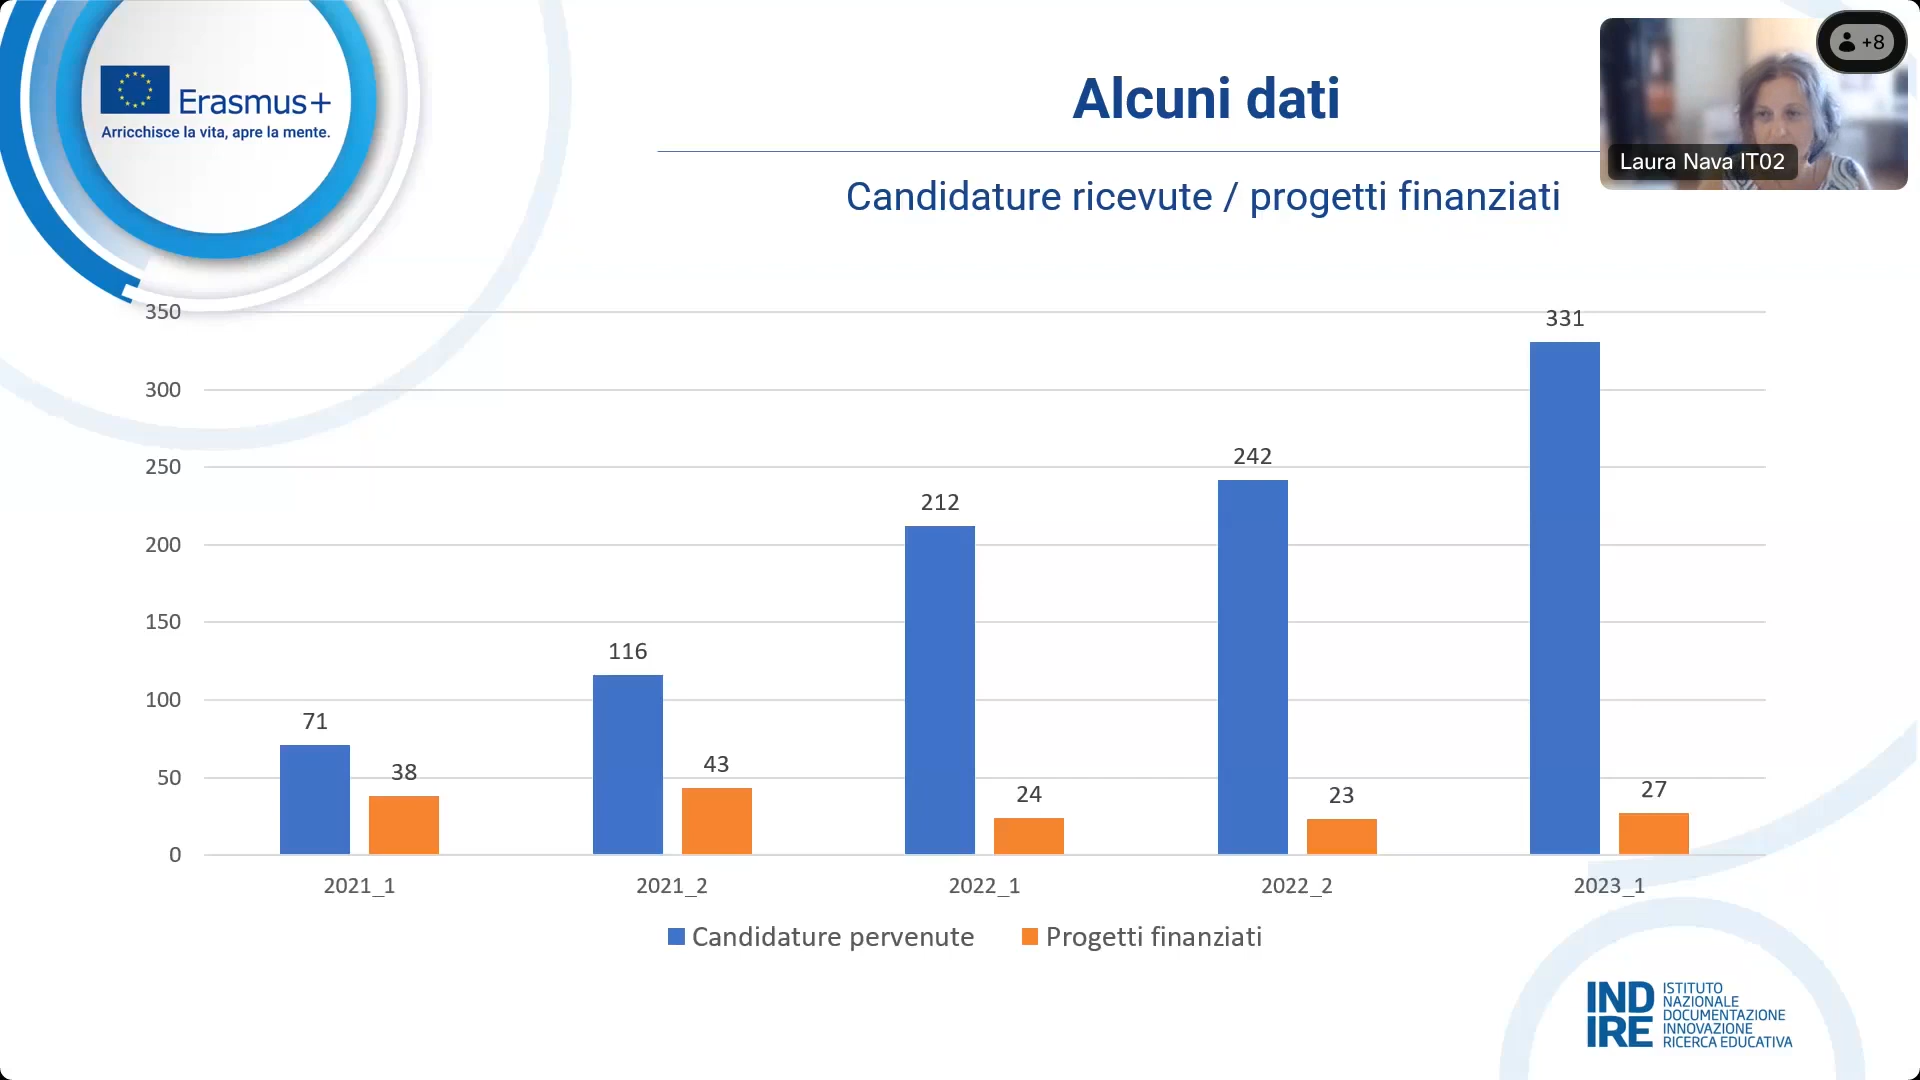 Erasmus+
Arricchisce la vita, apre la mente.
Alcuni dati
+8
Laura Nava IT02
Candidature ricevute / progetti finanziati
350
300
250
200
150
100
50
0
71
38
116
43
212
24
242
23
331
27
2021_1
2021_2
2022_1
2022_2
2023_1
Candidature pervenute
Progetti finanziati
IND
IRE
ISTITUTO
NAZIONALE
DOCUMENTAZIONE
INNOVAZIONE
RICERCA EDUCATIVA